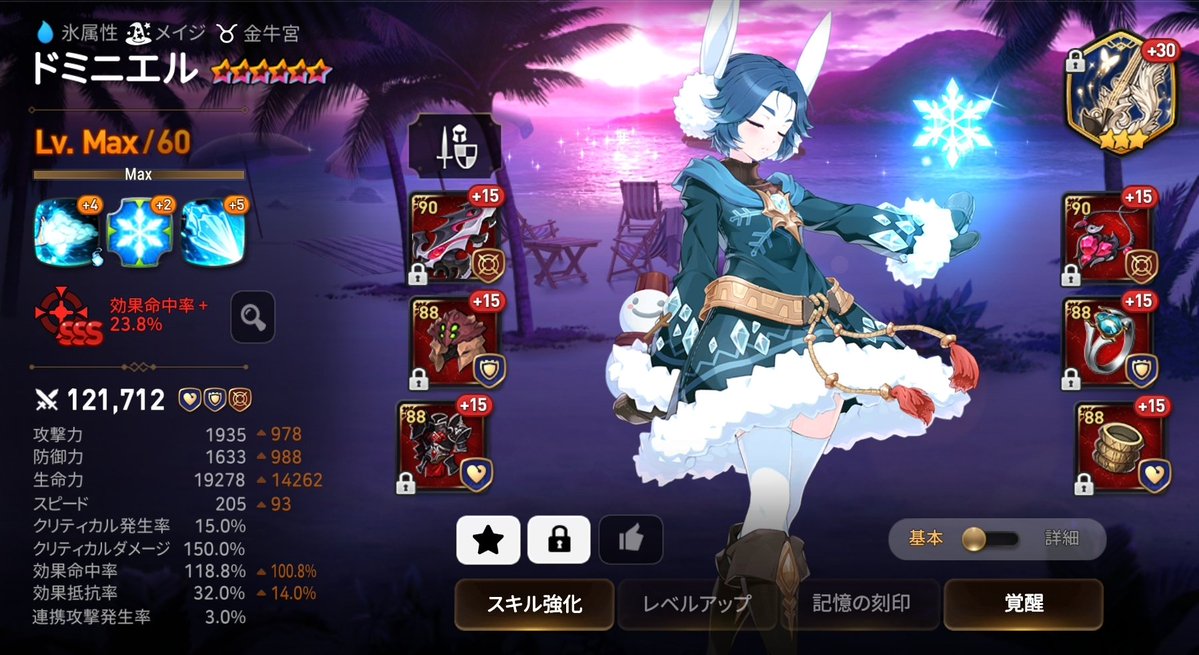 氷属性 メイジ 金牛宮
ドミニエル
Lv. Max/60
Max
+4 +2 +5
効果命中率+
23.8%
SSS
121,712
攻撃力 1935 978
防御力 1633 988
生命力 19278 14262
スピード 205 93
クリティカル発生率 15.0%
クリティカルダメージ 150.0%
効果命中率 118.8% 100.8%
効果抵抗率 32.0% 14.0%
連携攻撃発生率 3.0%
90 +15
88 +15
88 +15
+30
90 +15
88 +15
88 +15
基本 詳細
スキル強化 レベルアップ 記憶の刻印 覚醒